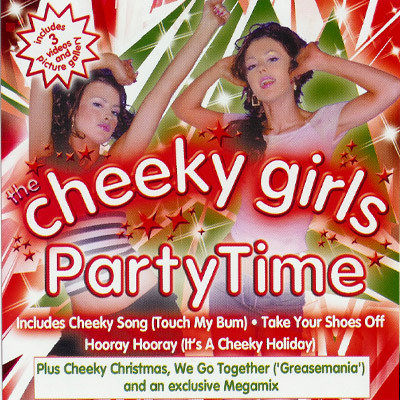 includes
3
videos and
picture gallery
the
cheeky girls
PartyTime
Includes Cheeky Song (Touch My Bum) • Take Your Shoes Off
Hooray Hooray (It's A Cheeky Holiday)
Plus Cheeky Christmas, We Go Together ('Greasemania')
and an exclusive Megamix